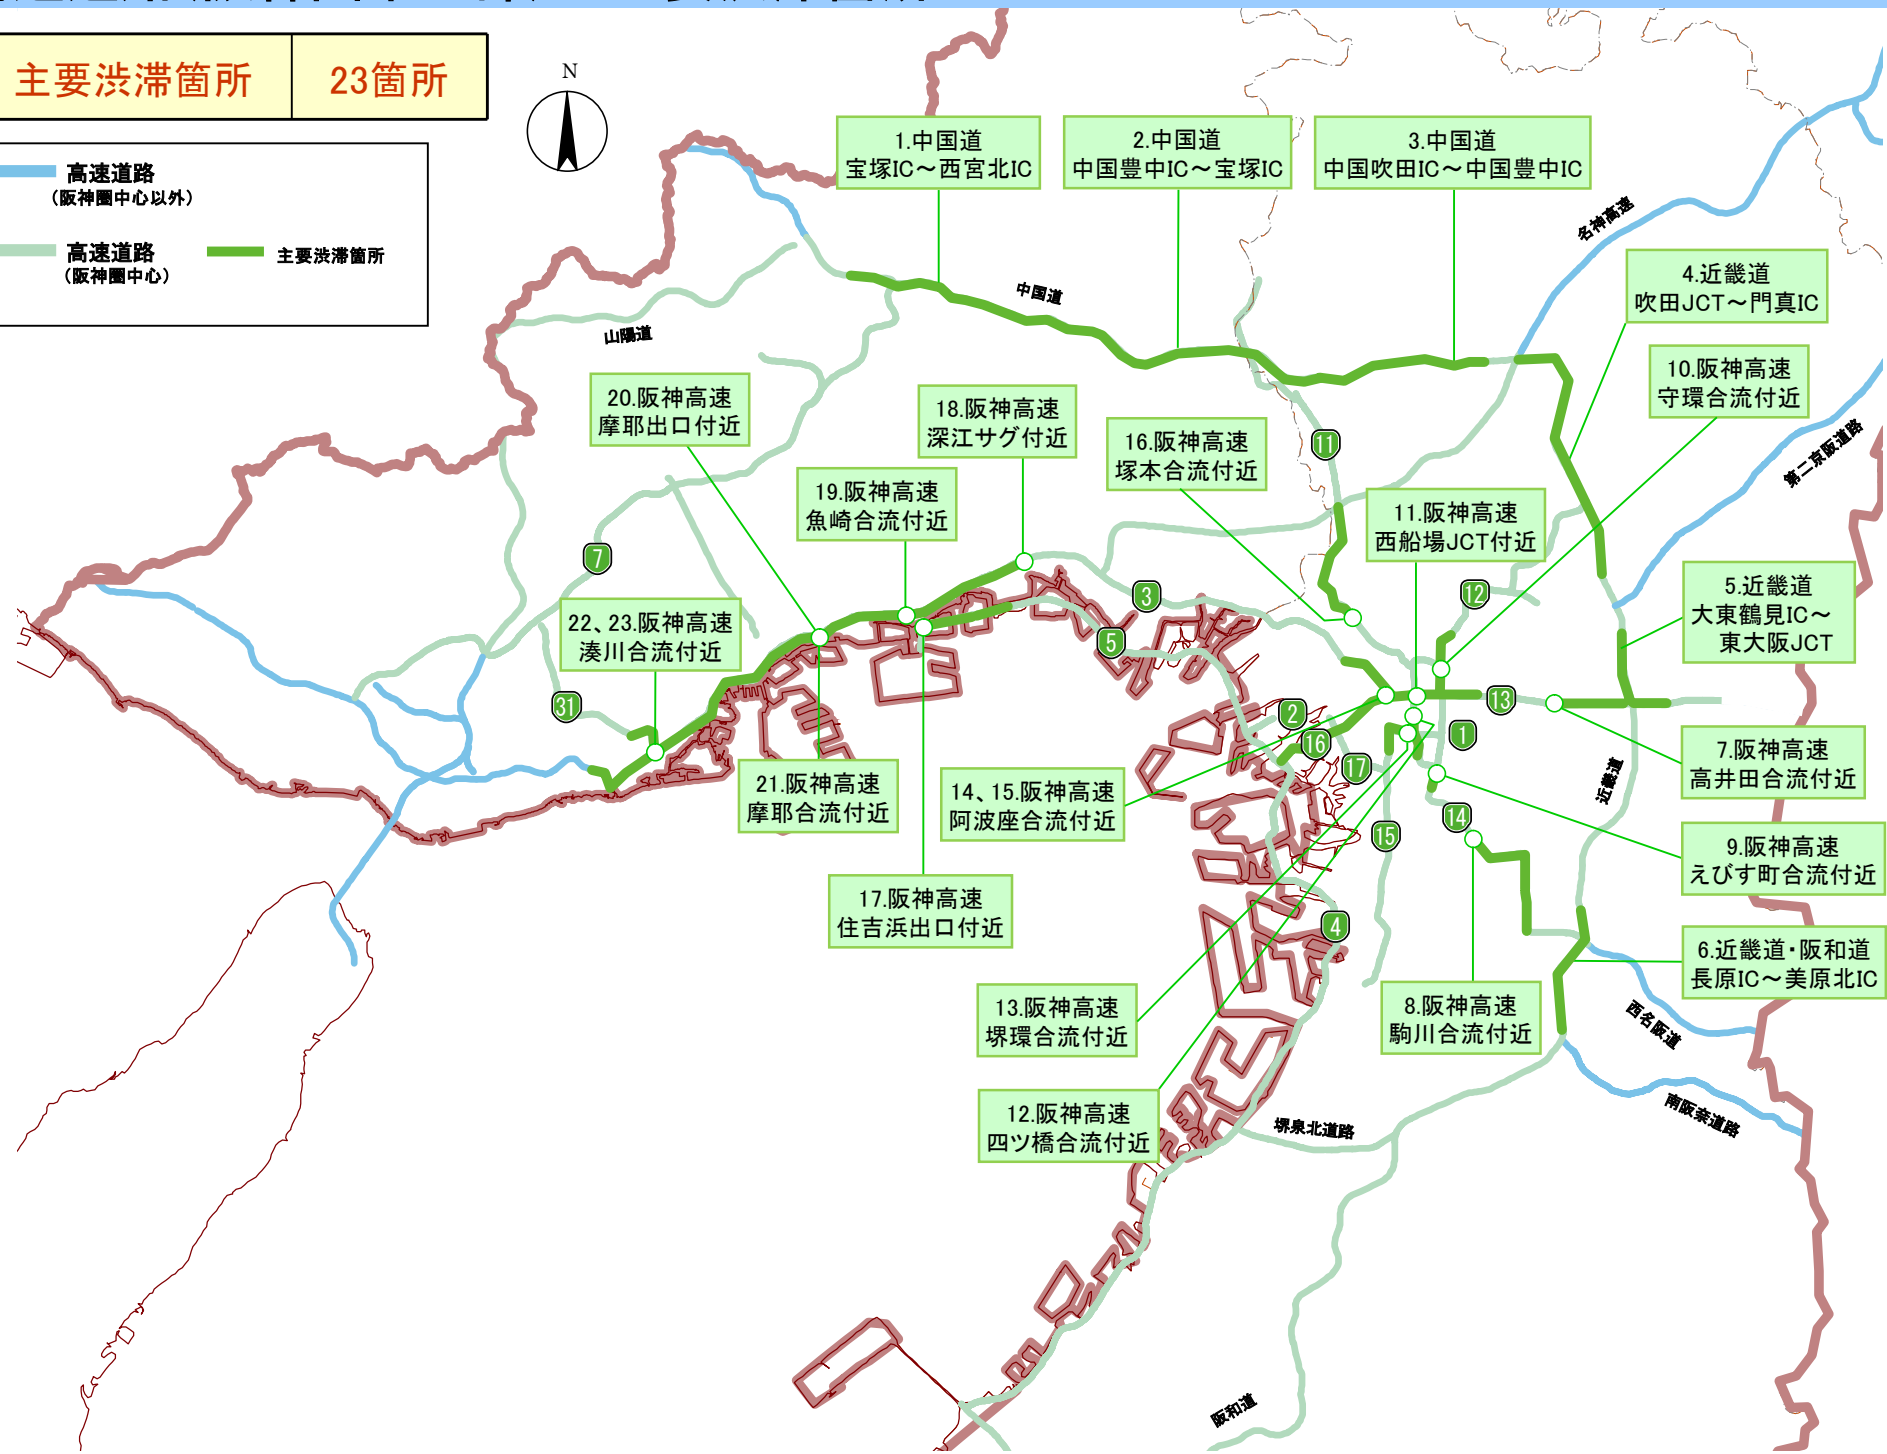 主要渋滞箇所 23箇所
高速道路
(阪神圏中心以外)
高速道路
(阪神圏中心)
主要渋滞箇所
N
1.中国道
宝塚IC～西宮北IC
2.中国道
中国豊中IC～宝塚IC
3.中国道
中国吹田IC～中国豊中IC
名神高速
4.近畿道
吹田JCT～門真IC
中国道
山陽道
10.阪神高速
守環合流付近
20.阪神高速
摩耶出口付近
18.阪神高速
深江サグ付近
16.阪神高速
塚本合流付近
11
第二京阪道路
19.阪神高速
魚崎合流付近
11.阪神高速
西船場JCT付近
7
12
3
5.近畿道
大東鶴見IC～
東大阪JCT
22、23.阪神高速
湊川合流付近
5
31
13
2
1
16
17
7.阪神高速
高井田合流付近
近畿道
21.阪神高速
摩耶合流付近
14、15.阪神高速
阿波座合流付近
14
15
9.阪神高速
えびす町合流付近
17.阪神高速
住吉浜出口付近
4
6.近畿道・阪和道
長原IC～美原北IC
13.阪神高速
堺環合流付近
8.阪神高速
駒川合流付近
西名阪道
12.阪神高速
四ツ橋合流付近
堺泉北道路
南阪奈道路
阪和道